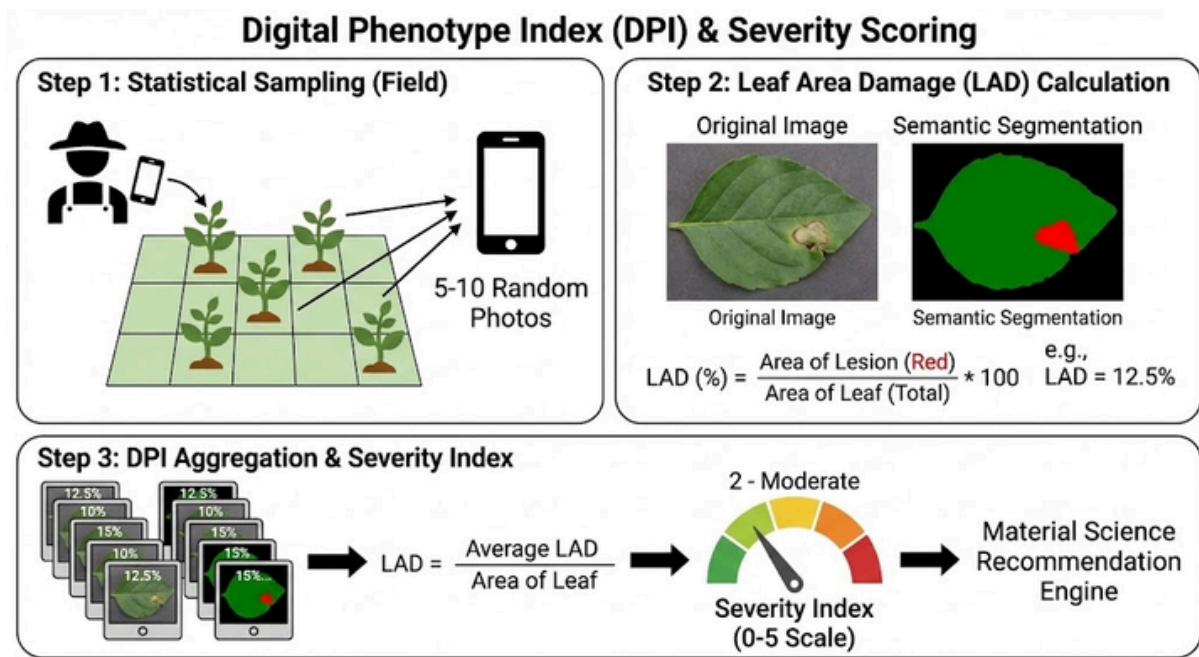 Digital Phenotype Index (DPI) & Severity Scoring
Step 1: Statistical Sampling (Field)
5-10 Random
Photos
Step 2: Leaf Area Damage (LAD) Calculation
Original Image
Semantic Segmentation
Original Image
Semantic Segmentation
LAD (%) = Area of Lesion (Red)
Area of Leaf (Total)
* 100
e.g.,
LAD = 12.5%
Step 3: DPI Aggregation & Severity Index
12.5%
10%
15%
10%
12.5%
12.5%
10%
15%
15%
15%...
LAD = Average LAD
Area of Leaf
2 - Moderate
Severity Index
(0-5 Scale)
Material Science
Recommendation
Engine